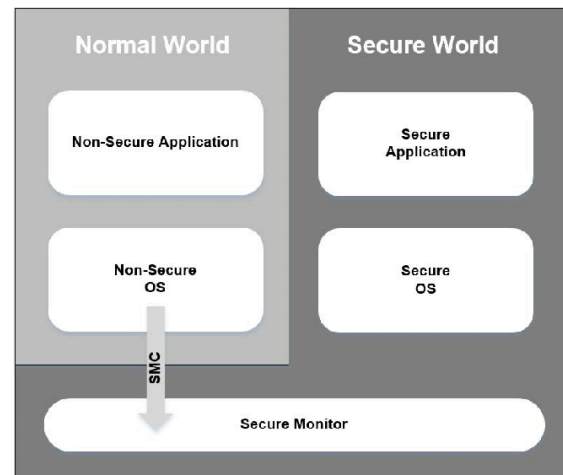 Normal World
Secure World
Non-Secure Application
Secure
Application
Non-Secure
OS
Secure
OS
SMC
Secure Monitor